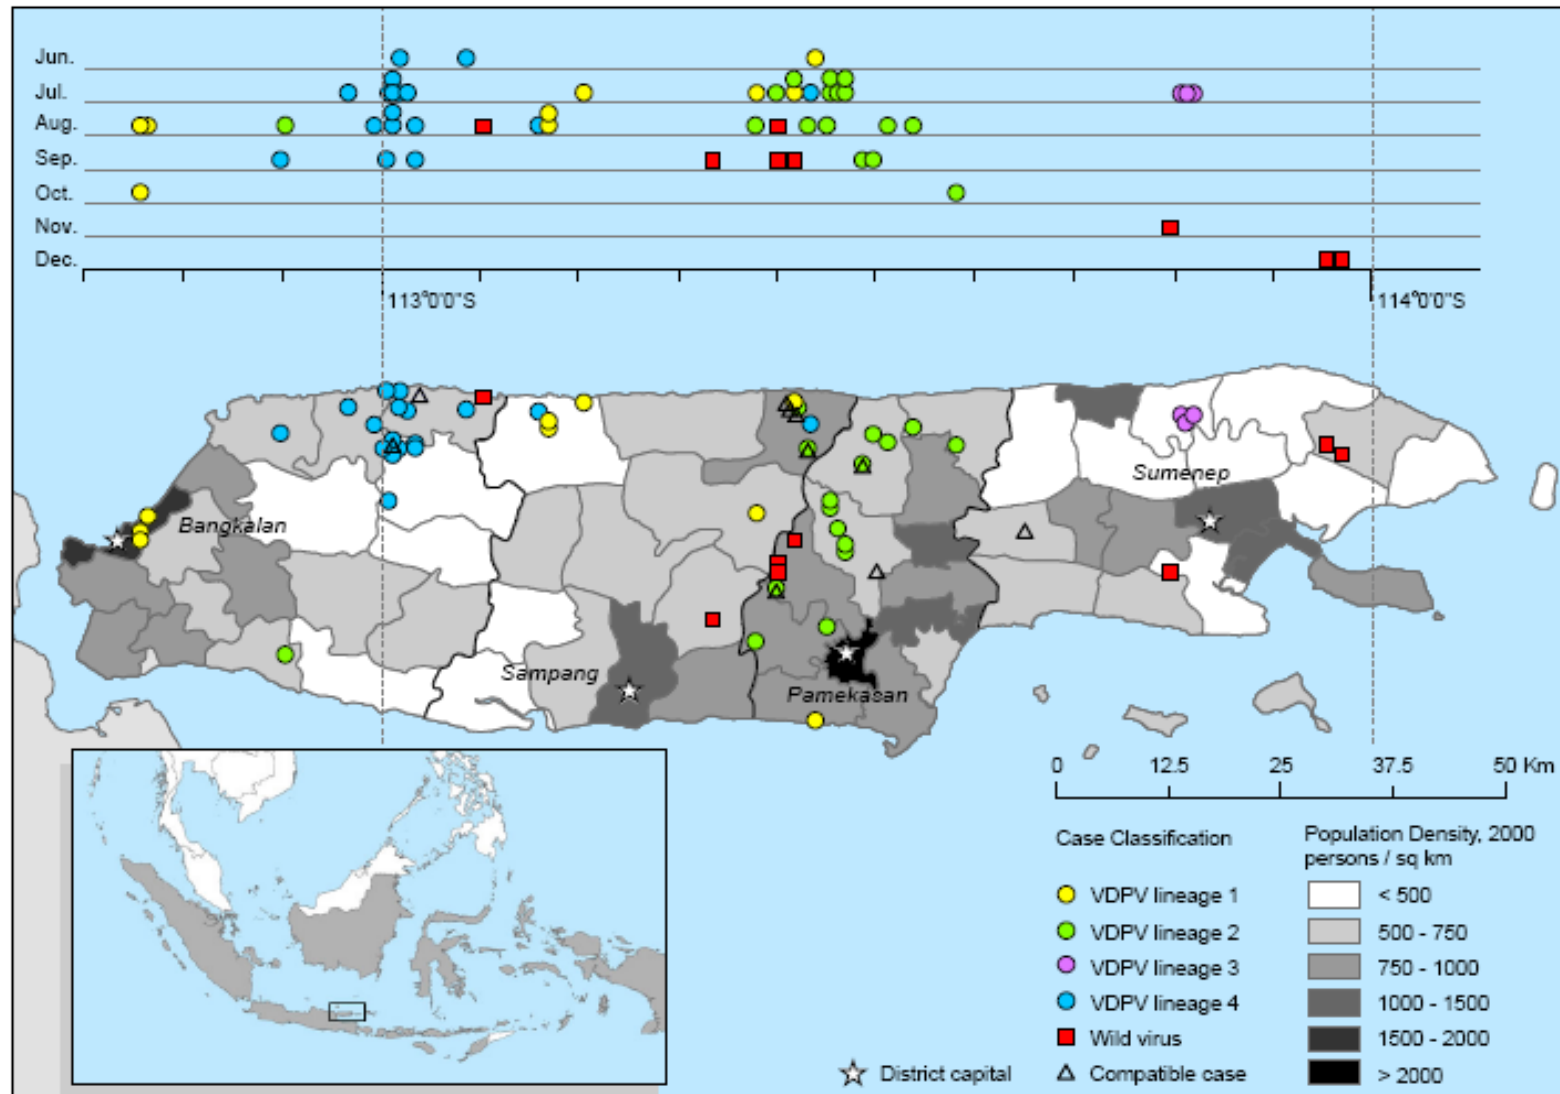 Jun.
Jul.
Aug.
Sep.
Oct.
Nov.
Dec.
113°0'0"S
114°0'0"S
Bangkalan
Sampang
Pamekasan
Sumenep
0 12.5 25 37.5 50 Km
Case Classification
VDPV lineage 1
VDPV lineage 2
VDPV lineage 3
VDPV lineage 4
Wild virus
Compatible case
District capital
Population Density, 2000
persons / sq km
< 500
500 - 750
750 - 1000
1000 - 1500
1500 - 2000
> 2000